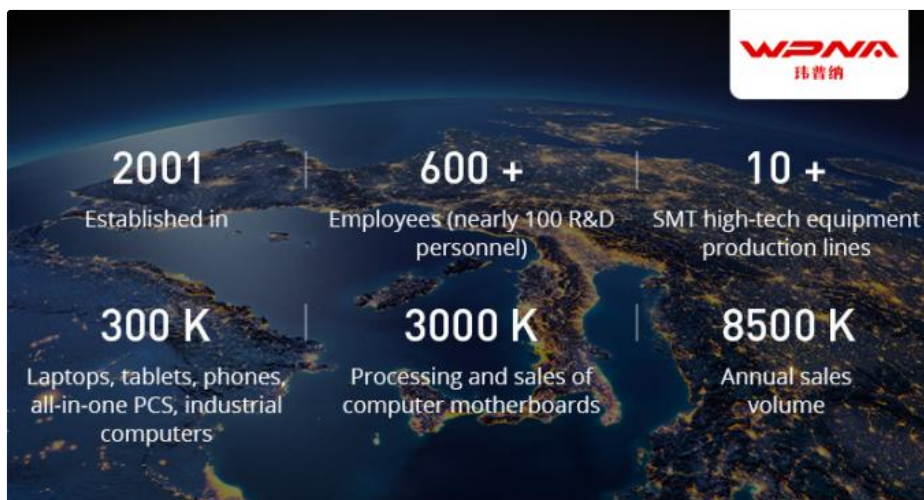 WPNA
玮普纳
2001
Established in
600 +
Employees (nearly 100 R&D
personnel)
10 +
SMT high-tech equipment
production lines
300 K
Laptops, tablets, phones,
all-in-one PCS, industrial
computers
3000 K
Processing and sales of
computer motherboards
8500 K
Annual sales
volume